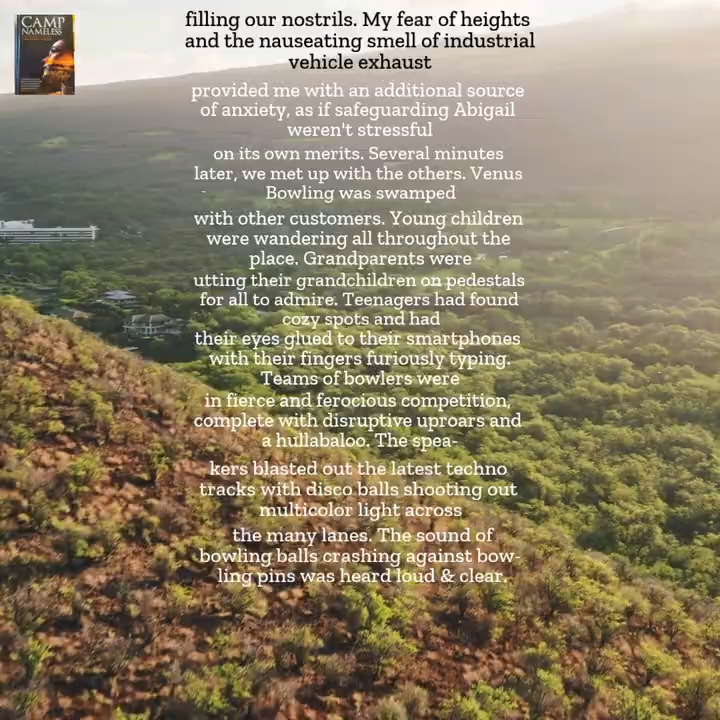 CAMP
NAMELESS
filling our nostrils. My fear of heights
and the nauseating smell of industrial
vehicle exhaust
provided me with an additional source
of anxiety, as if safeguarding Abigail
weren't stressful
on its own merits. Several minutes
later, we met up with the others. Venus
Bowling was swamped
with other customers. Young children
were wandering all throughout the
place. Grandparents were
utting their grandchildren on pedestals
for all to admire. Teenagers had found
cozy spots and had
their eyes glued to their smartphones
with their fingers furiously typing.
Teams of bowlers were
in fierce and ferocious competition,
complete with disruptive uproars and
a hullabaloo. The spea-
kers blasted out the latest techno
tracks with disco balls shooting out
multicolor light across
the many lanes. The sound of
bowling balls crashing against bow-
ling pins was heard loud & clear.